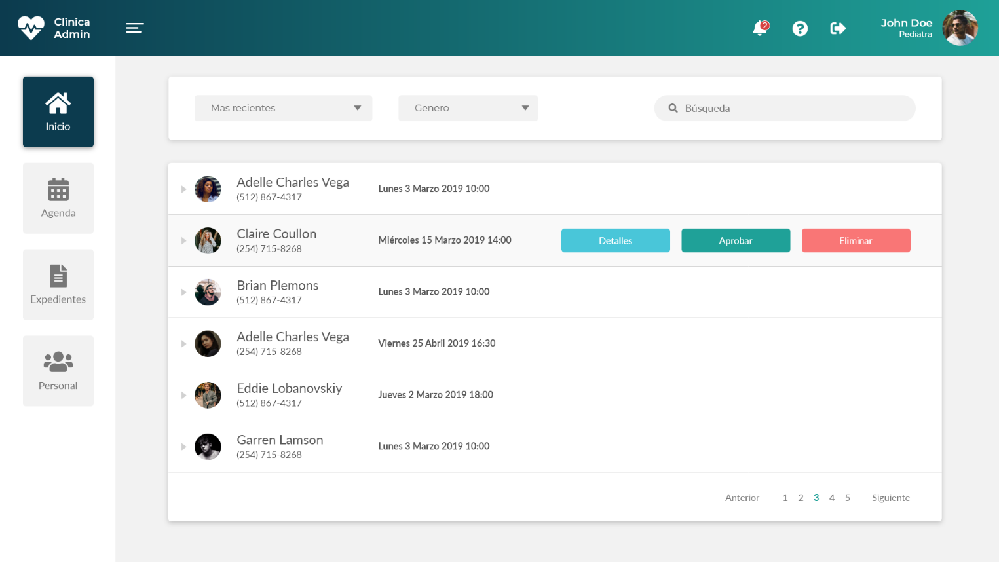 Clinica
Admin
2
John Doe
Pediatra
Inicio
Agenda
Expedientes
Personal
Mas recientes
Genero
Búsqueda
Adelle Charles Vega
(512) 867-4317
Lunes 3 Marzo 2019 10:00
Claire Coullon
(254) 715-8268
Miércoles 15 Marzo 2019 14:00
Detalles
Aprobar
Eliminar
Brian Plemons
(512) 867-4317
Lunes 3 Marzo 2019 10:00
Adelle Charles Vega
(254) 715-8268
Viernes 25 Abril 2019 16:30
Eddie Lobanovskiy
(512) 867-4317
Jueves 2 Marzo 2019 18:00
Garren Lamson
(254) 715-8268
Lunes 3 Marzo 2019 10:00
Anterior 1 2 3 4 5 Siguiente